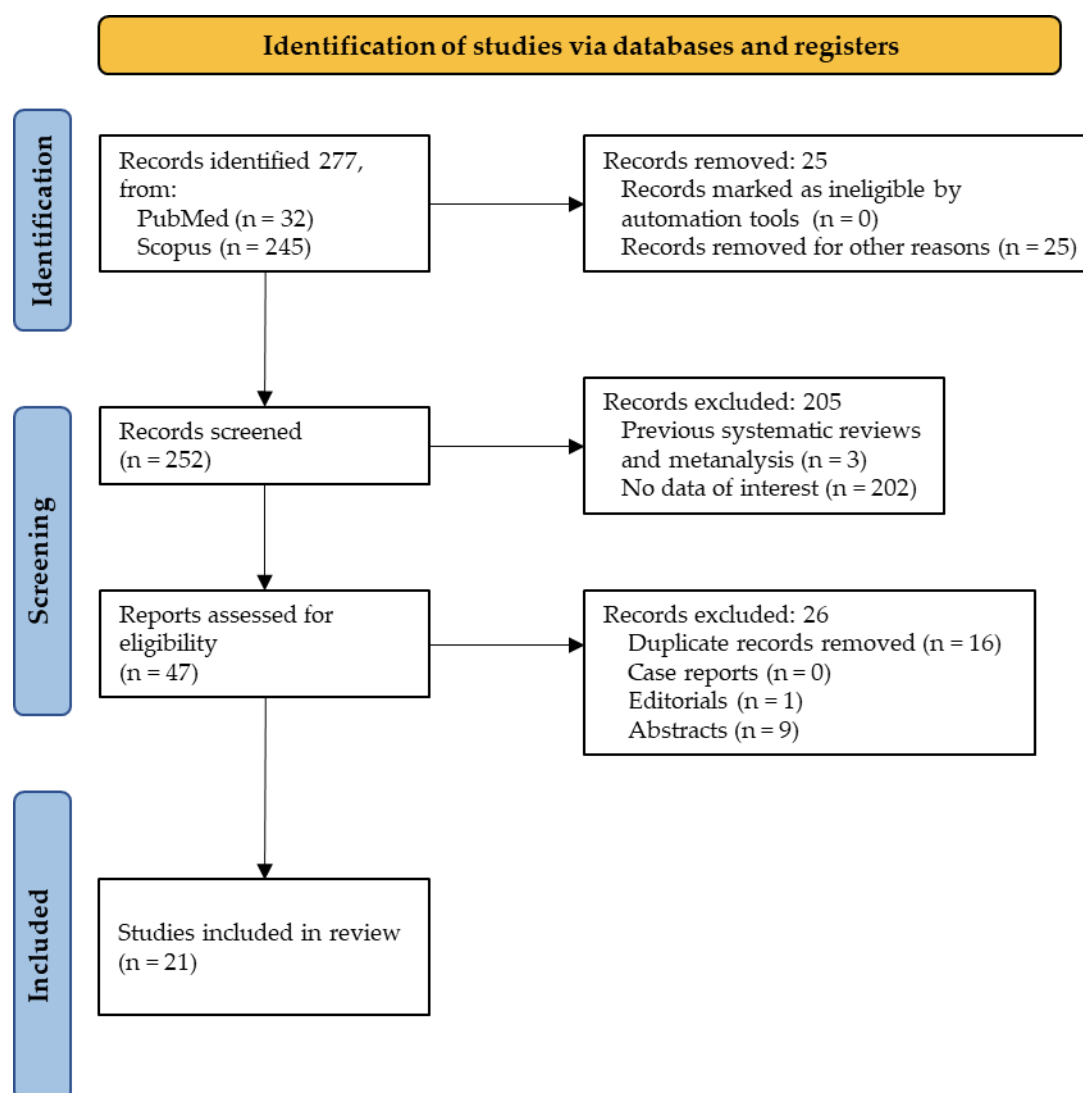 Identification of studies via databases and registers
Identification
Records identified 277,
from:
PubMed (n = 32)
Scopus (n = 245)
Records removed: 25
Records marked as ineligible by
automation tools (n = 0)
Records removed for other reasons (n = 25)
Screening
Records screened
(n = 252)
Records excluded: 205
Previous systematic reviews
and metanalysis (n = 3)
No data of interest (n = 202)
Reports assessed for
eligibility
(n = 47)
Records excluded: 26
Duplicate records removed (n = 16)
Case reports (n = 0)
Editorials (n = 1)
Abstracts (n = 9)
Included
Studies included in review
(n = 21)